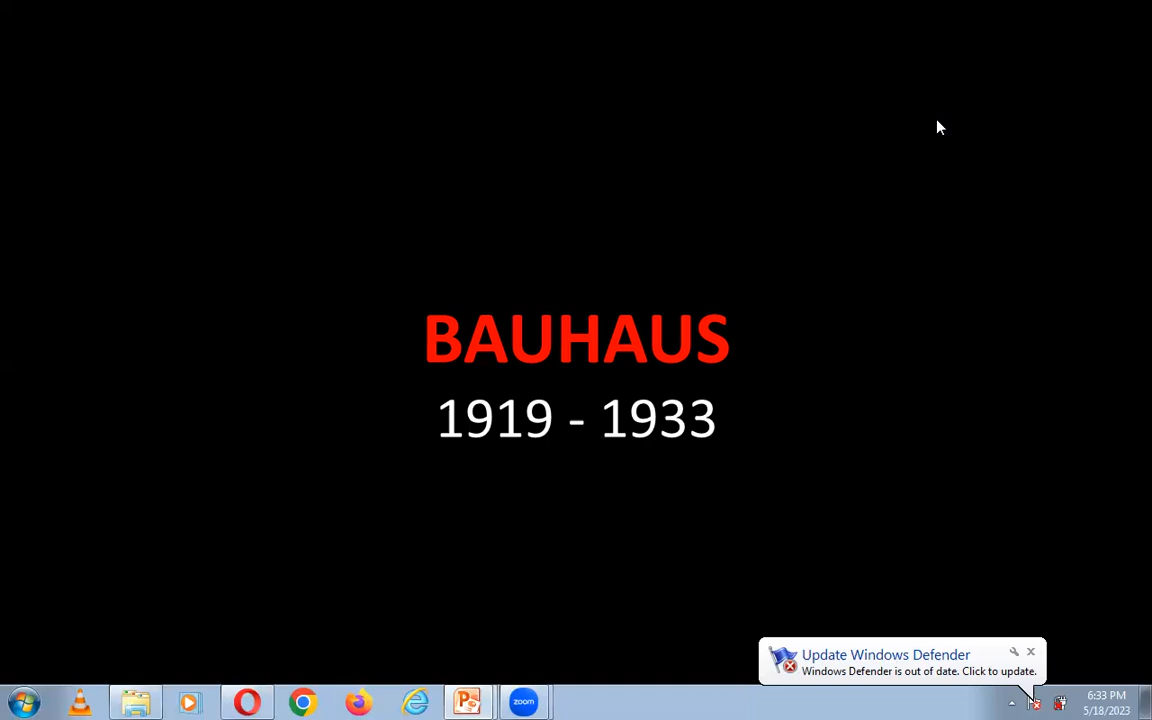 BAUHAUS
1919 - 1933
Update Windows Defender
Windows Defender is out of date. Click to update.
zoom
6:33 PM
5/18/2023